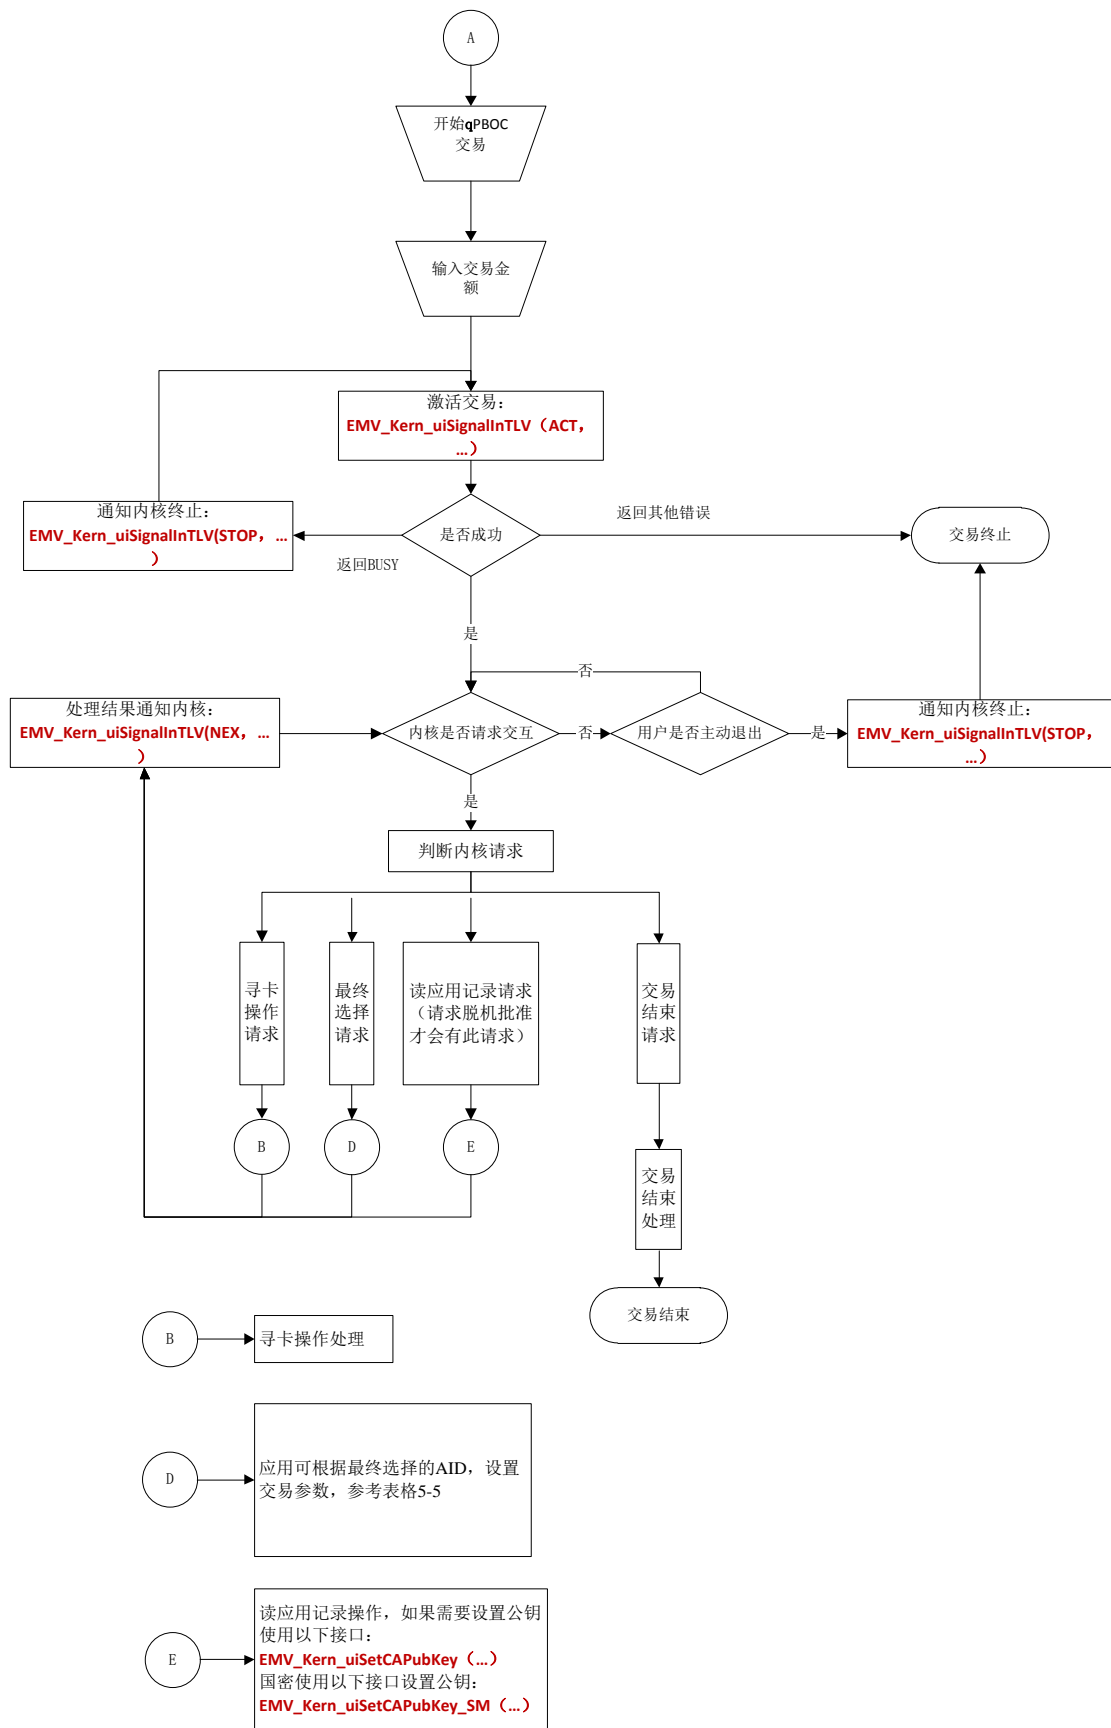 A
开始qPBOC
交易
输入交易金
额
激活交易：
EMV_Kern_uiSignalInTLV（ACT，
…）
通知内核终止：
EMV_Kern_uiSignalInTLV(STOP，…
）
返回BUSY
是否成功
返回其他错误
交易终止
是
否
处理结果通知内核：
EMV_Kern_uiSignalInTLV(NEX，…
）
内核是否请求交互
否
用户是否主动退出
是
通知内核终止：
EMV_Kern_uiSignalInTLV(STOP，
…）
是
判断内核请求
寻卡
操作
请求
最终
选择
请求
读应用记录请求
（请求脱机批准
才会有此请求）
交易
结束
请求
B
D
E
交易
结束
处理
交易结束
B
寻卡操作处理
D
应用可根据最终选择的AID，设置
交易参数，参考表格5-5
E
读应用记录操作，如果需要设置公钥
使用以下接口：
EMV_Kern_uiSetCAPubKey（…）
国密使用以下接口设置公钥：
EMV_Kern_uiSetCAPubKey_SM（…）